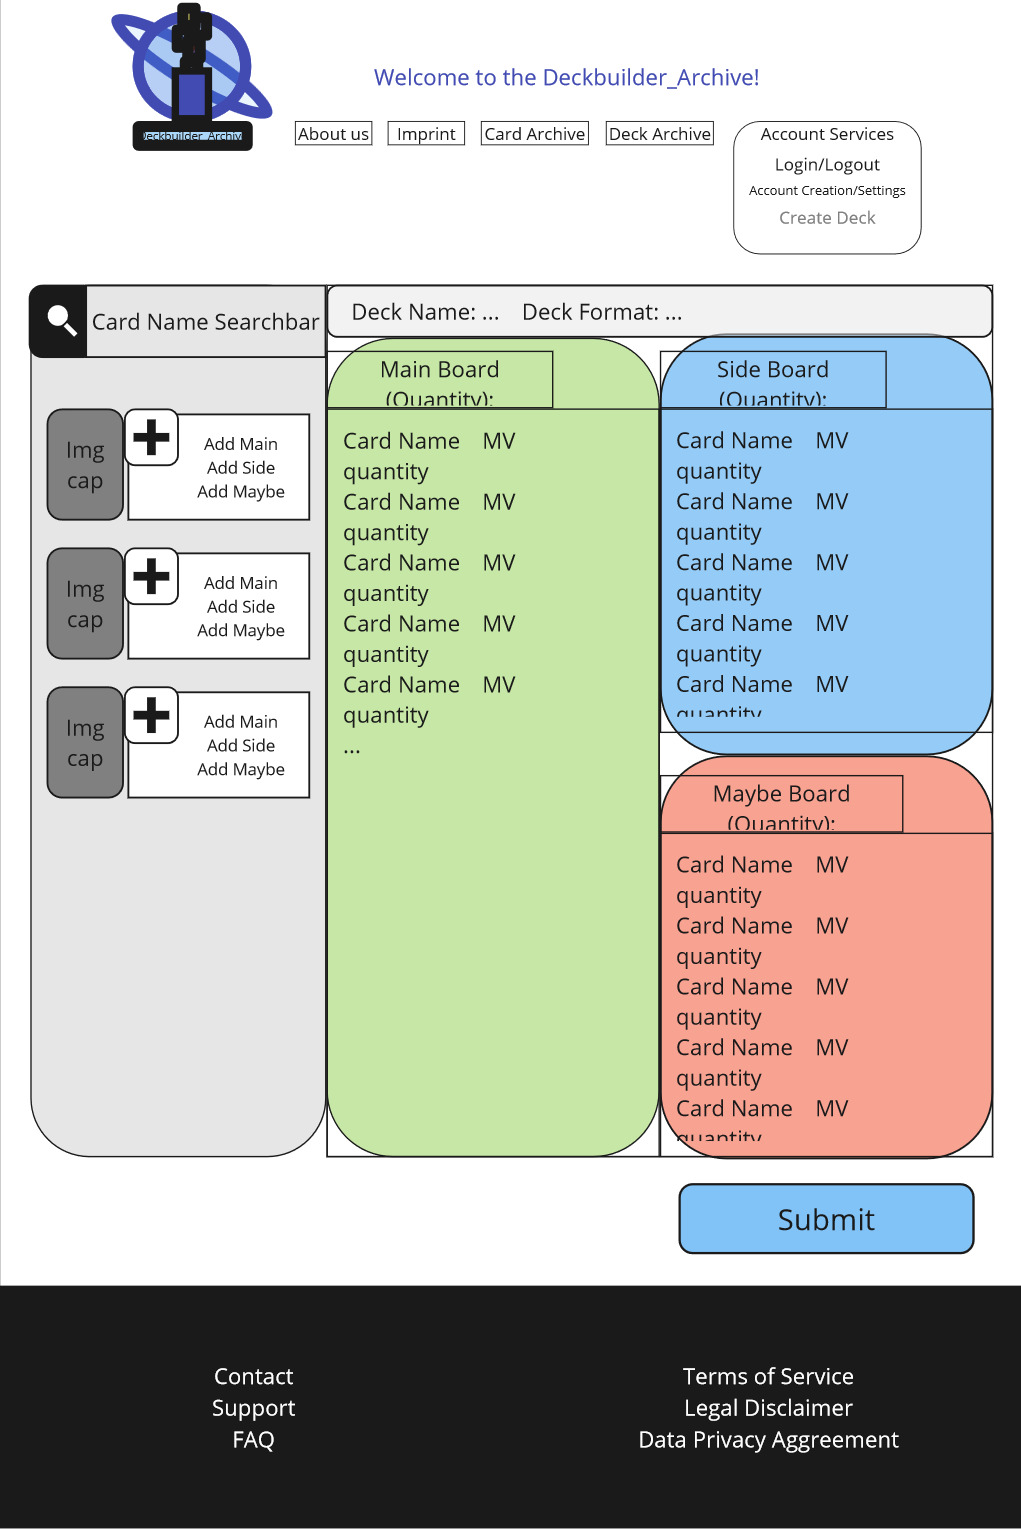 Welcome to the Deckbuilder_Archive!
Deckbuilder_Archive
About us
Imprint
Card Archive
Deck Archive
Account Services
Login/Logout
Account Creation/Settings
Create Deck
Card Name Searchbar
Deck Name: ... Deck Format: ...
Img
cap
Add Main
Add Side
Add Maybe
Img
cap
Add Main
Add Side
Add Maybe
Img
cap
Add Main
Add Side
Add Maybe
Main Board
(Quantity):
Card Name MV
quantity
Card Name MV
quantity
Card Name MV
quantity
Card Name MV
quantity
Card Name MV
quantity
...
Side Board
(Quantity):
Card Name MV
quantity
Card Name MV
quantity
Card Name MV
quantity
Card Name MV
quantity
Card Name MV
quantity
Maybe Board
(Quantity):
Card Name MV
quantity
Card Name MV
quantity
Card Name MV
quantity
Card Name MV
quantity
Card Name MV
quantity
Submit
Contact
Support
FAQ
Terms of Service
Legal Disclaimer
Data Privacy Aggreement